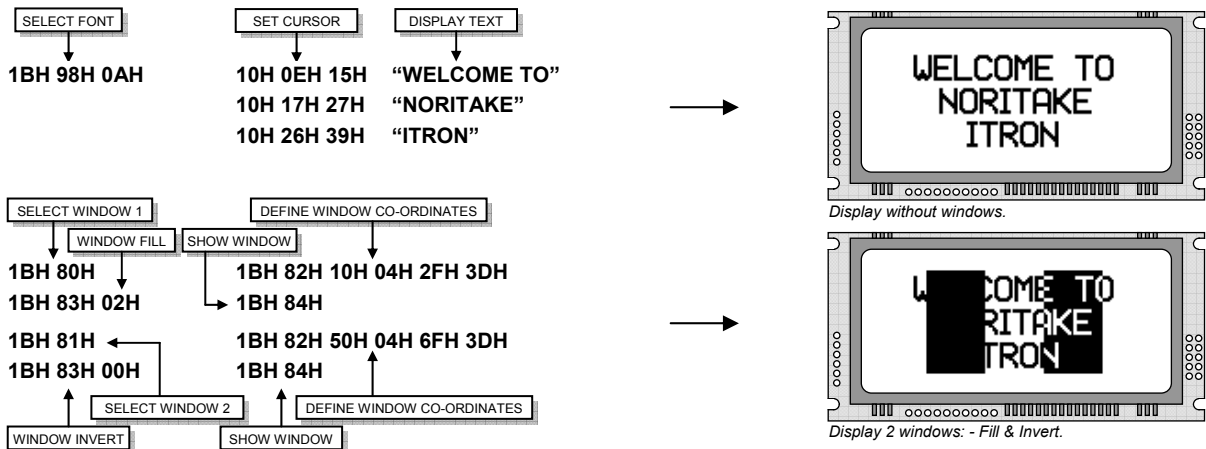 SELECT FONT SET CURSOR DISPLAY TEXT
1BH 98H 0AH 10H 0EH 15H “WELCOME TO”
10H 17H 27H “NORITAKE”
10H 26H 39H “ITRON”
WELCOME TO
NORITAKE
ITRON
Display without windows.
SELECT WINDOW 1 DEFINE WINDOW CO-ORDINATES
WINDOW FILL SHOW WINDOW
1BH 80H 1BH 82H 10H 04H 2FH 3DH
1BH 83H 02H 1BH 84H
1BH 81H 1BH 82H 50H 04H 6FH 3DH
1BH 83H 00H 1BH 84H
SELECT WINDOW 2 DEFINE WINDOW CO-ORDINATES
WINDOW INVERT SHOW WINDOW
W COME TO
RITAKE
TRON
Display 2 windows: - Fill & Invert.